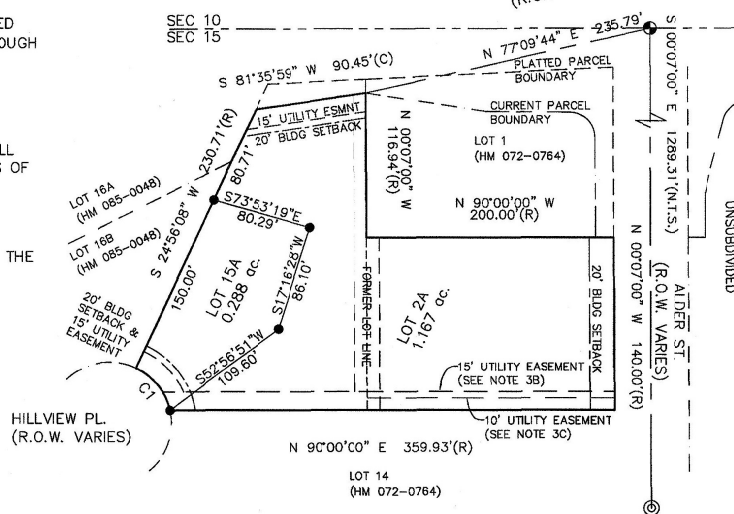 ED
OUGH
LL
S OF
THE
SEC 10
SEC 15
N 77°09'44" E 235.79'
S 81°35'59" W 90.45'(C)
PLATTED PARCEL
BOUNDARY
S 00°07'00" E 1289.31'(N.T.S.)
15' UTILITY ESMNT
20' BLDG SETBACK
CURRENT PARCEL
BOUNDARY
LOT 1
(HM 072-0764)
N 00°07'00" W
116.94'(R)
N 90°00'00" W
200.00'(R)
S 24°56'08" W 230.71'(R)
80.71'
150.00'
LOT 16A
(HM 085-0048)
LOT 16B
(HM 085-0048)
S73°53'19"E
80.29'
S17°16'28"W
86.10'
LOT 15A
0.288 ac.
S52°56'51"W
109.60'
FORMER LOT LINE
LOT 2A
1.167 ac.
20' BLDG SETBACK
N 00°07'00" W 140.00'(R)
ALDER ST.
(R.O.W. VARIES)
UNSUBDIVIDED
20' BLDG
SETBACK &
15' UTILITY
EASEMENT
C1
15' UTILITY EASEMENT
(SEE NOTE 3B)
10' UTILITY EASEMENT
(SEE NOTE 3C)
HILLVIEW PL.
(R.O.W. VARIES)
N 90°00'00" E 359.93'(R)
LOT 14
(HM 072-0764)